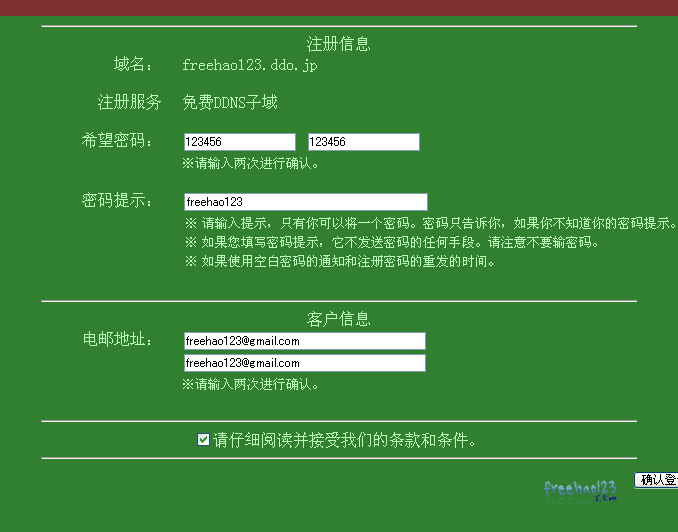 注册信息
域名： freehao123.ddo.jp
注册服务 免费DDNS子域
希望密码： 123456 123456
※请输入两次进行确认。
密码提示： freehao123
※ 请输入提示，只有你可以将一个密码。密码只告诉你，如果你不知道你的密码提示。
※ 如果您填写密码提示，它不发送密码的任何手段。请注意不要输密码。
※ 如果使用空白密码的通知和注册密码的重发的时间。
客户信息
电邮地址： freehao123@gmail.com
freehao123@gmail.com
※请输入两次进行确认。
请仔细阅读并接受我们的条款和条件。
确认登
freehao123
.com